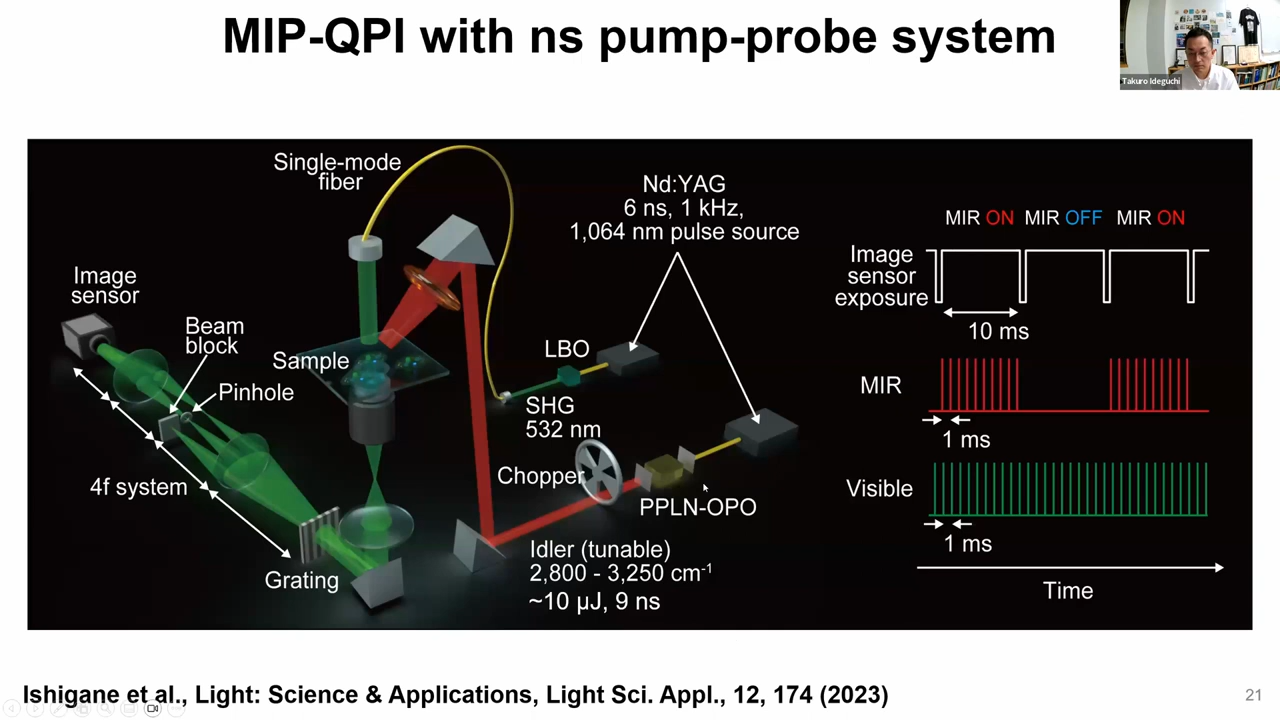 MIP-QPI with ns pump-probe system
Takuro Ideguchi
Single-mode
fiber
Nd:YAG
6 ns, 1 kHz,
1,064 nm pulse source
Image
sensor
Beam
block
Pinhole
Sample
4f system
Grating
LBO
SHG
532 nm
Chopper
PPLN-OPO
Idler (tunable)
2,800 - 3,250 cm⁻¹
~10 µJ, 9 ns
MIR ON MIR OFF MIR ON
Image
sensor
exposure
10 ms
MIR
1 ms
Visible
1 ms
Time
Ishigane et al., Light: Science & Applications, Light Sci. Appl., 12, 174 (2023)
21